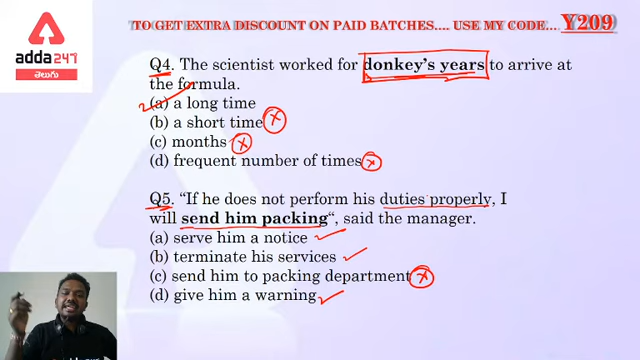 TO GET EXTRA DISCOUNT ON PAID BATCHES.... USE MY CODE... Y209
adda247
తెలుగు
Q4. The scientist worked for donkey's years to arrive at
the formula.
(a) a long time
(b) a short time
(c) months
(d) frequent number of times
Q5. "If he does not perform his duties properly, I
will send him packing", said the manager.
(a) serve him a notice
(b) terminate his services
(c) send him to packing department
(d) give him a warning